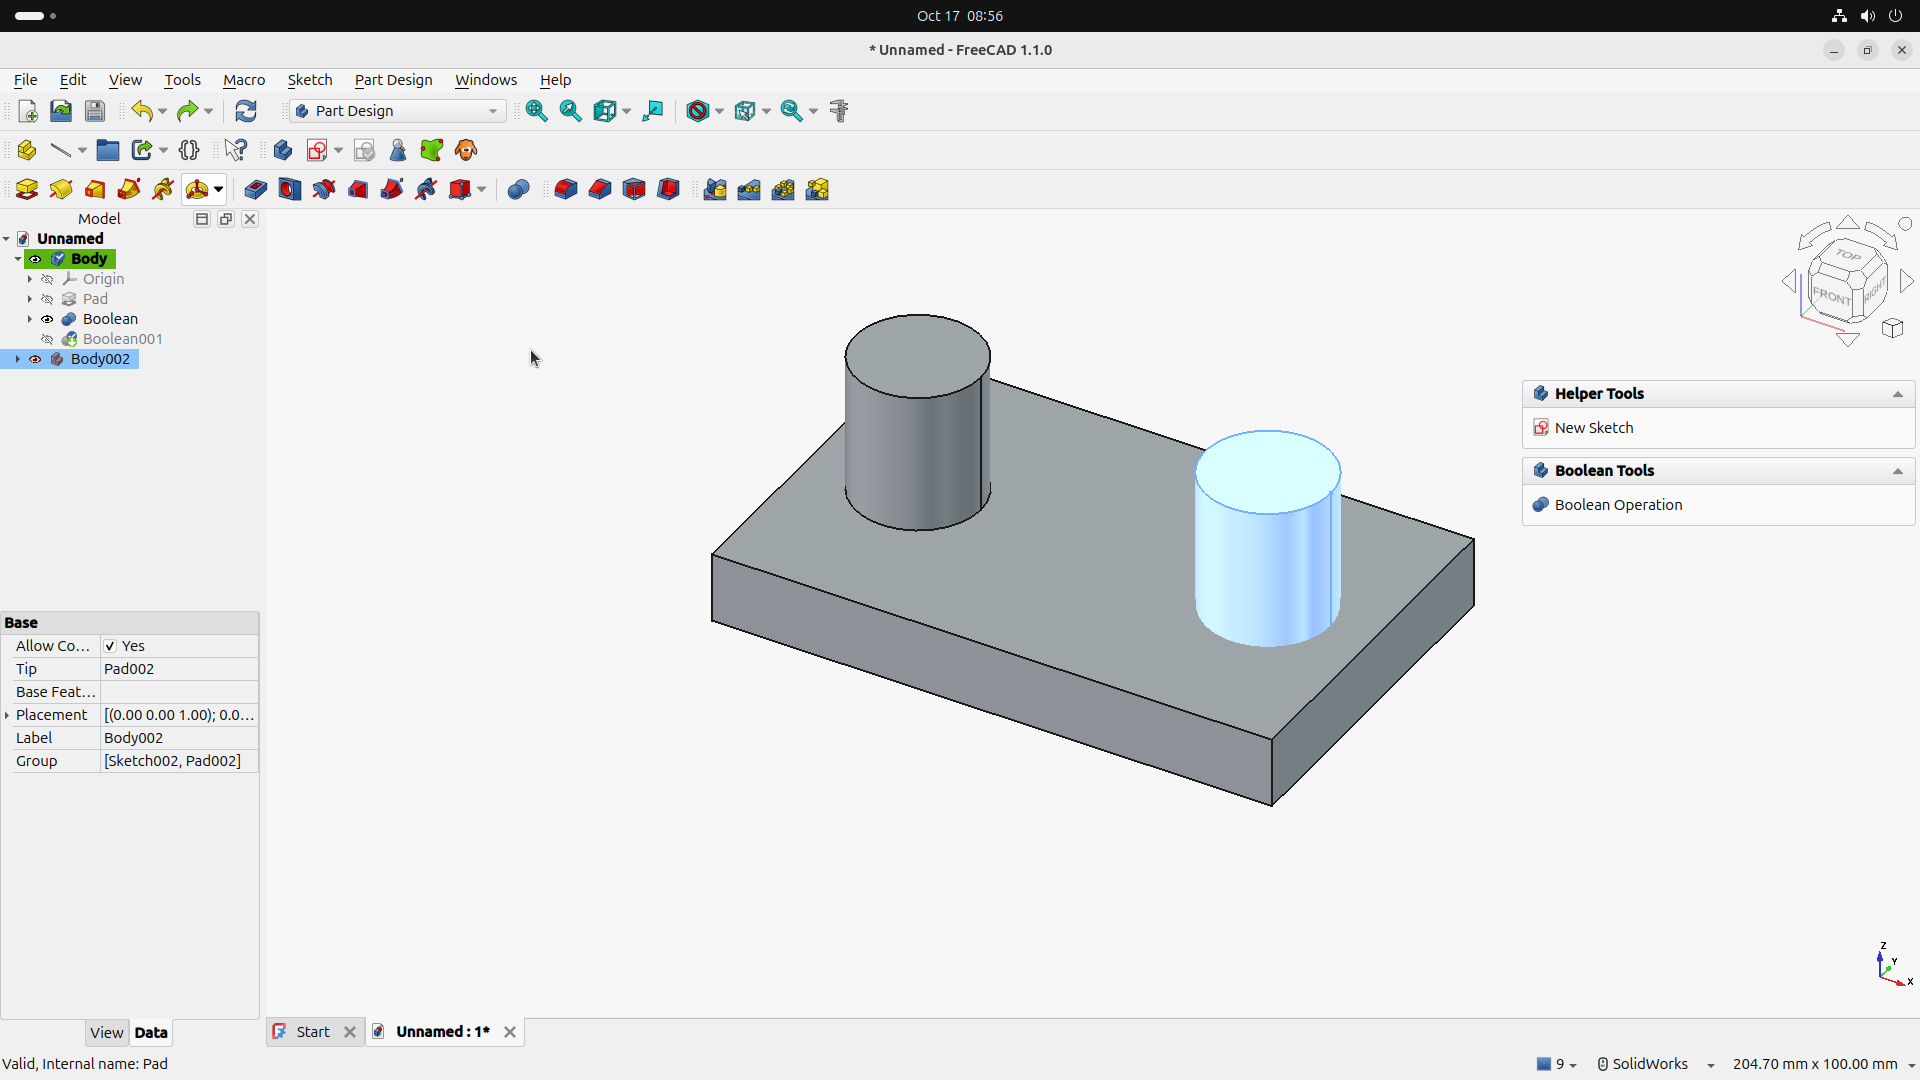 Oct 17 08:56
* Unnamed - FreeCAD 1.1.0
File Edit View Tools Macro Sketch Part Design Windows Help
Part Design
Model
Unnamed
Body
Origin
Pad
Boolean
Boolean001
Body002
TOP
FRONT
RIGHT
Helper Tools
New Sketch
Boolean Tools
Boolean Operation
Base
Allow Co... Yes
Tip Pad002
Base Feat...
Placement [(0.00 0.00 1.00); 0.0...
Label Body002
Group [Sketch002, Pad002]
Z
Y
X
View Data
Start
Unnamed : 1*
Valid, Internal name: Pad
9 SolidWorks 204.70 mm x 100.00 mm